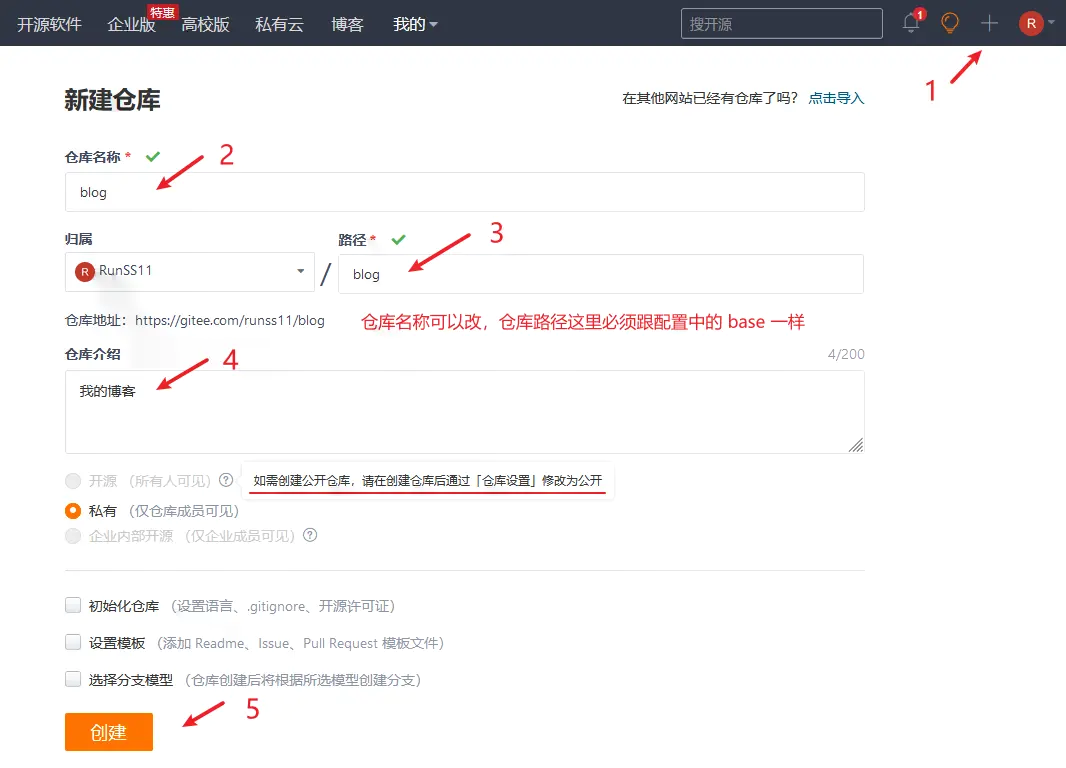 开源软件 企业版 特惠 高校版 私有云 博客 我的 搜开源 1 R
1
新建仓库 在其他网站已经有仓库了吗? 点击导入
仓库名称 * 2
blog
归属 路径 * 3
R RunSS11 / blog
仓库地址：https://gitee.com/runss11/blog 仓库名称可以改，仓库路径这里必须跟配置中的 base 一样
仓库介绍 4 4/200
我的博客
开源 （所有人可见） ? 如需创建公开仓库，请在创建仓库后通过「仓库设置」修改为公开
私有 （仅仓库成员可见）
企业内部开源 （仅企业成员可见） ?
初始化仓库 （设置语言、.gitignore、开源许可证）
设置模板 （添加 Readme、Issue、Pull Request 模板文件）
选择分支模型 （仓库创建后将根据所选模型创建分支）
创建 5